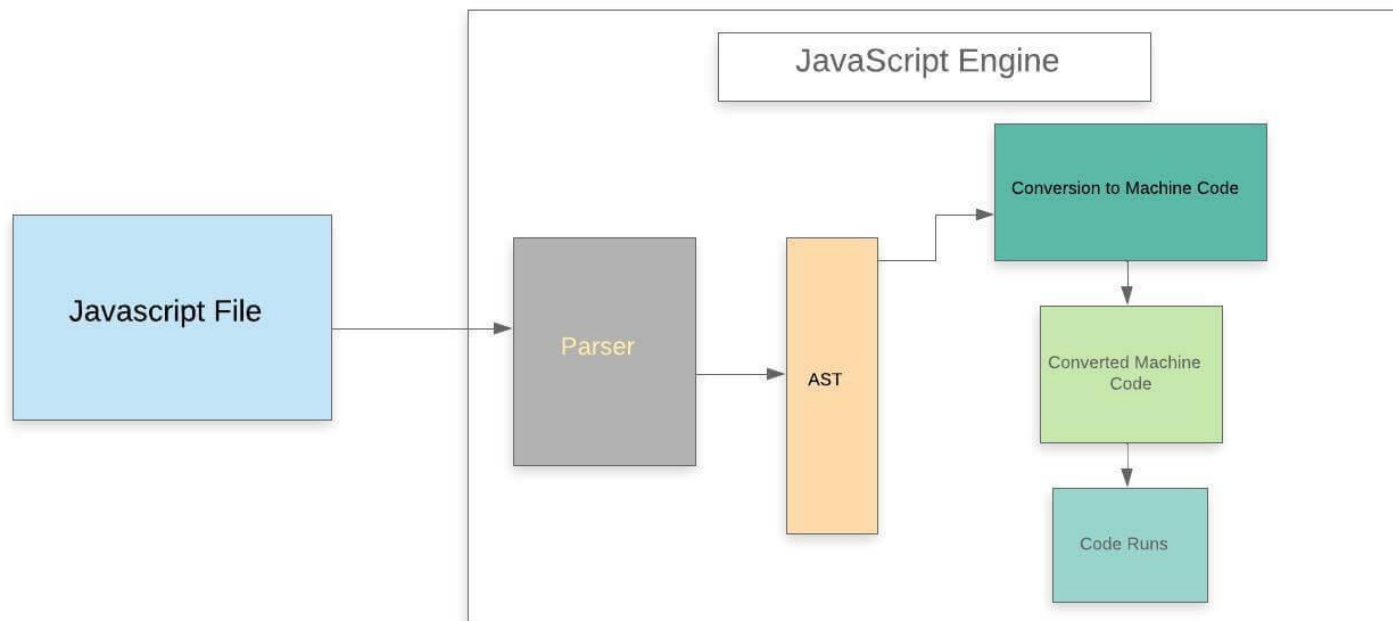 JavaScript Engine
Javascript File
Parser
AST
Conversion to Machine Code
Converted Machine
Code
Code Runs